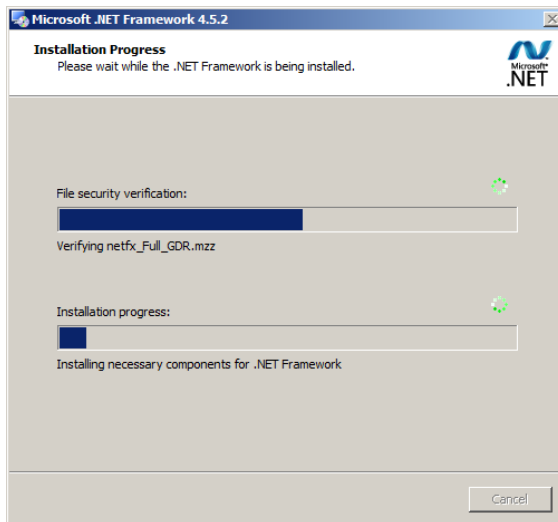 Microsoft .NET Framework 4.5.2
Installation Progress
Please wait while the .NET Framework is being installed.
Microsoft®
.NET
File security verification:
Verifying netfx_Full_GDR.mzz
Installation progress:
Installing necessary components for .NET Framework
Cancel